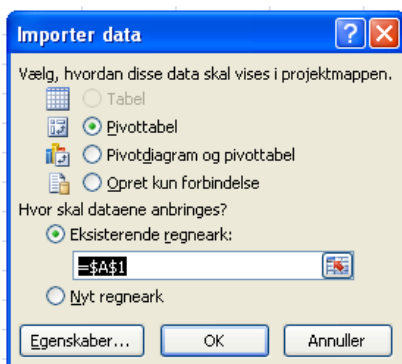 Importer data
Vælg, hvordan disse data skal vises i projektmappen.
Tabel
Pivottabel
Pivotdiagram og pivottabel
Opret kun forbindelse
Hvor skal dataene anbringes?
Eksisterende regneark:
=$A$1
Nyt regneark
Egenskaber... OK Annuller